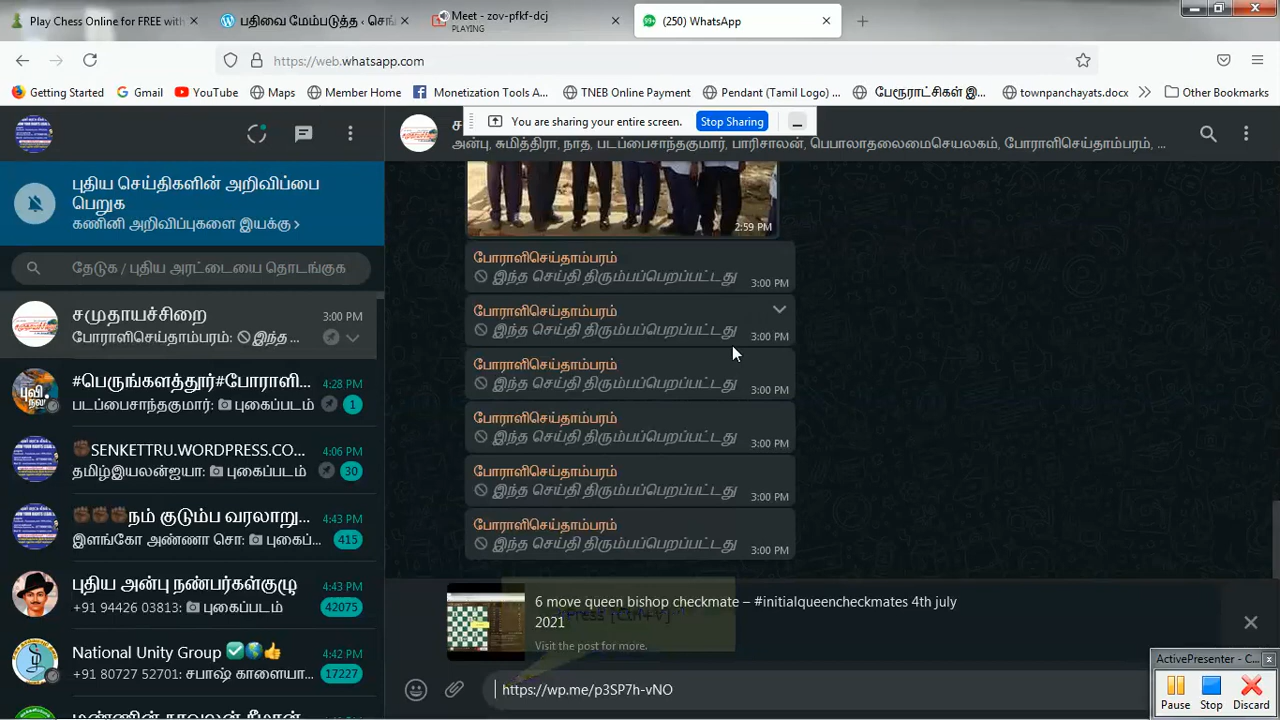 Play Chess Online for FREE with
பதிவை மேம்படுத்த ‹ செங்
Meet - zov-pfkf-dcj
PLAYING
(250) WhatsApp
https://web.whatsapp.com
Getting Started
Gmail
YouTube
Maps
Member Home
Monetization Tools A...
TNEB Online Payment
Pendant (Tamil Logo) ...
பேரூராட்சிகள் இ...
townpanchayats.docx
Other Bookmarks
You are sharing your entire screen.
Stop Sharing
சுமித்திரா, நாத, படப்பைசாந்தகுமார், பாரிசாலன், பெபாலாதலைமைசெயலகம், போராளிசெய்தாம்பரம், ...
புதிய செய்திகளின் அறிவிப்பை
பெறுக
கணினி அறிவிப்புகளை இயக்கு
தேடுக / புதிய அரட்டையை தொடங்குக
சமுதாயச்சிறை
3:00 PM
போராளிசெய்தாம்பரம்: இந்த ...
#பெருங்களத்தூர்#போராளி...
4:28 PM
படப்பைசாந்தகுமார்: புகைப்படம்
1
SENKETTRU.WORDPRESS.CO...
4:06 PM
தமிழ்இயலன்ஐயா: புகைப்படம்
30
நம் குடும்ப வரலாறு...
4:43 PM
இளங்கோ அண்ணா சொ: புகைப்...
415
புதிய அன்பு நண்பர்கள்குழு
4:43 PM
+91 94426 03813: புகைப்படம்
42075
National Unity Group
4:42 PM
+91 80727 52701: சபாஷ் காளையா...
17227
மண்ணின் காவலன் சீமான்
2:59 PM
போராளிசெய்தாம்பரம்
இந்த செய்தி திரும்பப்பெறப்பட்டது
3:00 PM
போராளிசெய்தாம்பரம்
இந்த செய்தி திரும்பப்பெறப்பட்டது
3:00 PM
போராளிசெய்தாம்பரம்
இந்த செய்தி திரும்பப்பெறப்பட்டது
3:00 PM
போராளிசெய்தாம்பரம்
இந்த செய்தி திரும்பப்பெறப்பட்டது
3:00 PM
போராளிசெய்தாம்பரம்
இந்த செய்தி திரும்பப்பெறப்பட்டது
3:00 PM
போராளிசெய்தாம்பரம்
இந்த செய்தி திரும்பப்பெறப்பட்டது
3:00 PM
6 move queen bishop checkmate – #initialqueencheckmates 4th july
2021
Press [Ctrl+V]
Visit the post for more.
https://wp.me/p3SP7h-vNO
ActivePresenter - C...
Pause
Stop
Discard